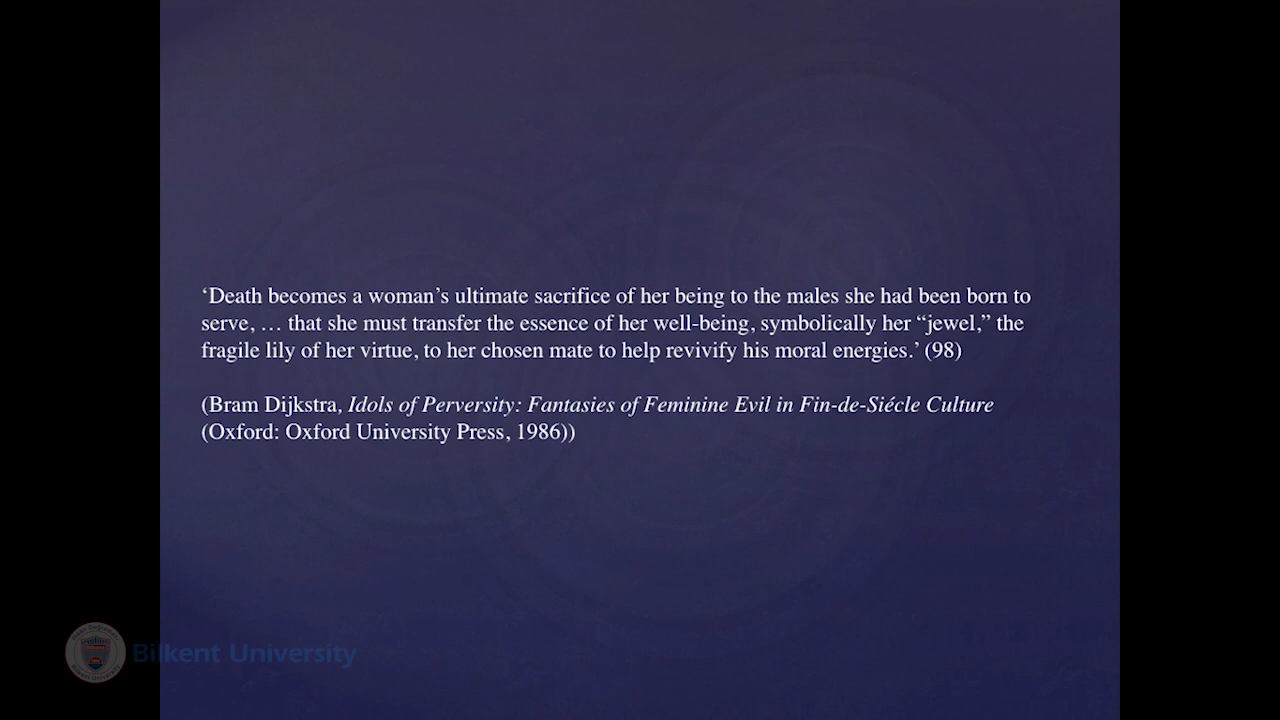 ‘Death becomes a woman’s ultimate sacrifice of her being to the males she had been born to
serve, … that she must transfer the essence of her well-being, symbolically her “jewel,” the
fragile lily of her virtue, to her chosen mate to help revivify his moral energies.’ (98)
(Bram Dijkstra, Idols of Perversity: Fantasies of Feminine Evil in Fin-de-Siécle Culture
(Oxford: Oxford University Press, 1986))
Bilkent University